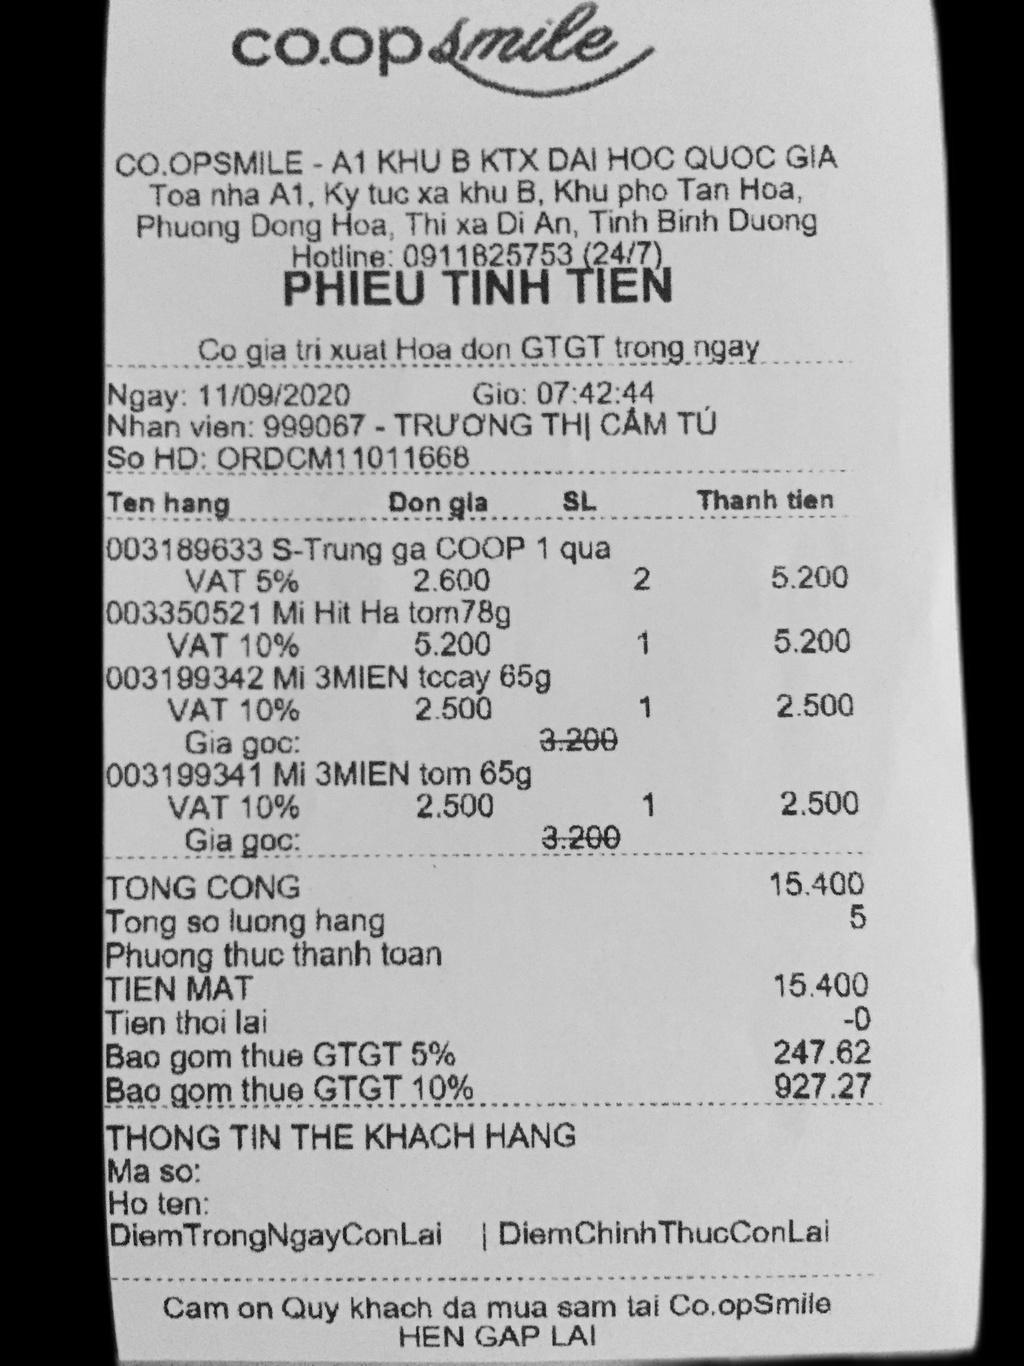 co.opsmile
CO.OPSMILE - A1 KHU B KTX DAI HOC QUOC GIA
Toa nha A1, Ky tuc xa khu B, Khu pho Tan Hoa,
Phuong Dong Hoa, Thi xa Di An, Tinh Binh Duong
Hotline: 0911825753 (24/7)
PHIEU TINH TIEN
Co gia tri xuat Hoa don GTGT trong ngay
Ngay: 11/09/2020 Gio: 07:42:44
Nhan vien: 999067 - TRƯƠNG THỊ CẨM TÚ
So HD: ORDCM11011668
Ten hang Don gia SL Thanh tien
003189633 S-Trung ga COOP 1 qua
VAT 5% 2.600 2 5.200
003350521 Mi Hit Ha tom78g
VAT 10% 5.200 1 5.200
003199342 Mi 3MIEN tccay 65g
VAT 10% 2.500 1 2.500
Gia goc: 3.200
003199341 Mi 3MIEN tom 65g
VAT 10% 2.500 1 2.500
Gia goc: 3.200
TONG CONG 15.400
Tong so luong hang 5
Phuong thuc thanh toan
TIEN MAT 15.400
Tien thoi lai -0
Bao gom thue GTGT 5% 247.62
Bao gom thue GTGT 10% 927.27
THONG TIN THE KHACH HANG
Ma so:
Ho ten:
DiemTrongNgayConLai | DiemChinhThucConLai
Cam on Quy khach da mua sam tai Co.opSmile
HEN GAP LAI